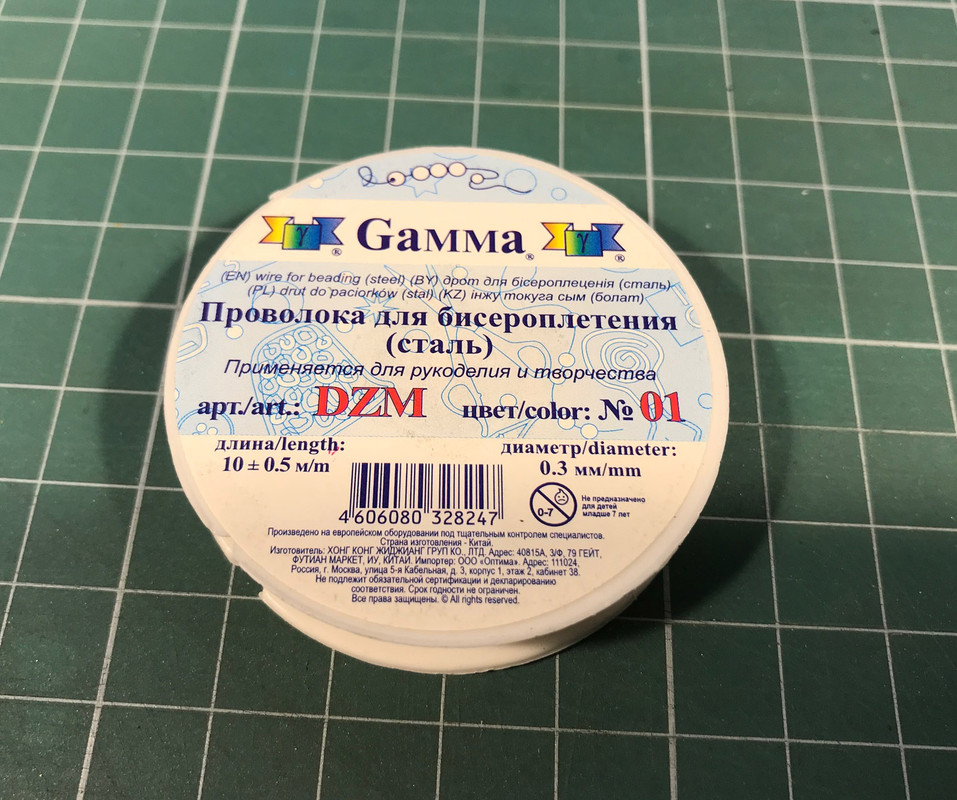 γ ® Gамма ® γ ®
(EN) wire for beading (steel) (BY) дрот для бісероплеценія (сталь)
(PL) drut do paciorków (stal) (KZ) інжу токуга сым (болат)
Проволока для бисероплетения
(сталь)
Применяется для рукоделия и творчества
арт./art.: DZM цвет/color: № 01
длина/length: диаметр/diameter:
10 ± 0.5 м/m 0.3 мм/mm
0-7
Не предназначено
для детей
младше 7 лет
4 606080 328247
Произведено на европейском оборудовании под тщательным контролем специалистов.
Страна изготовления - Китай.
Изготовитель: ХОНГ КОНГ ЖИДЖИАНГ ГРУП КО., ЛТД. Адрес: 40815А, 3/Ф, 79 ГЕЙТ,
ФУТИАН МАРКЕТ, ИУ, КИТАЙ. Импортер: ООО «Оптима». Адрес: 111024,
Россия, г. Москва, улица 5-я Кабельная, д. 3, корпус 1, этаж 2, кабинет 38.
Не подлежит обязательной сертификации и декларированию
соответствия. Срок годности не ограничен.
Все права защищены. © All rights reserved.